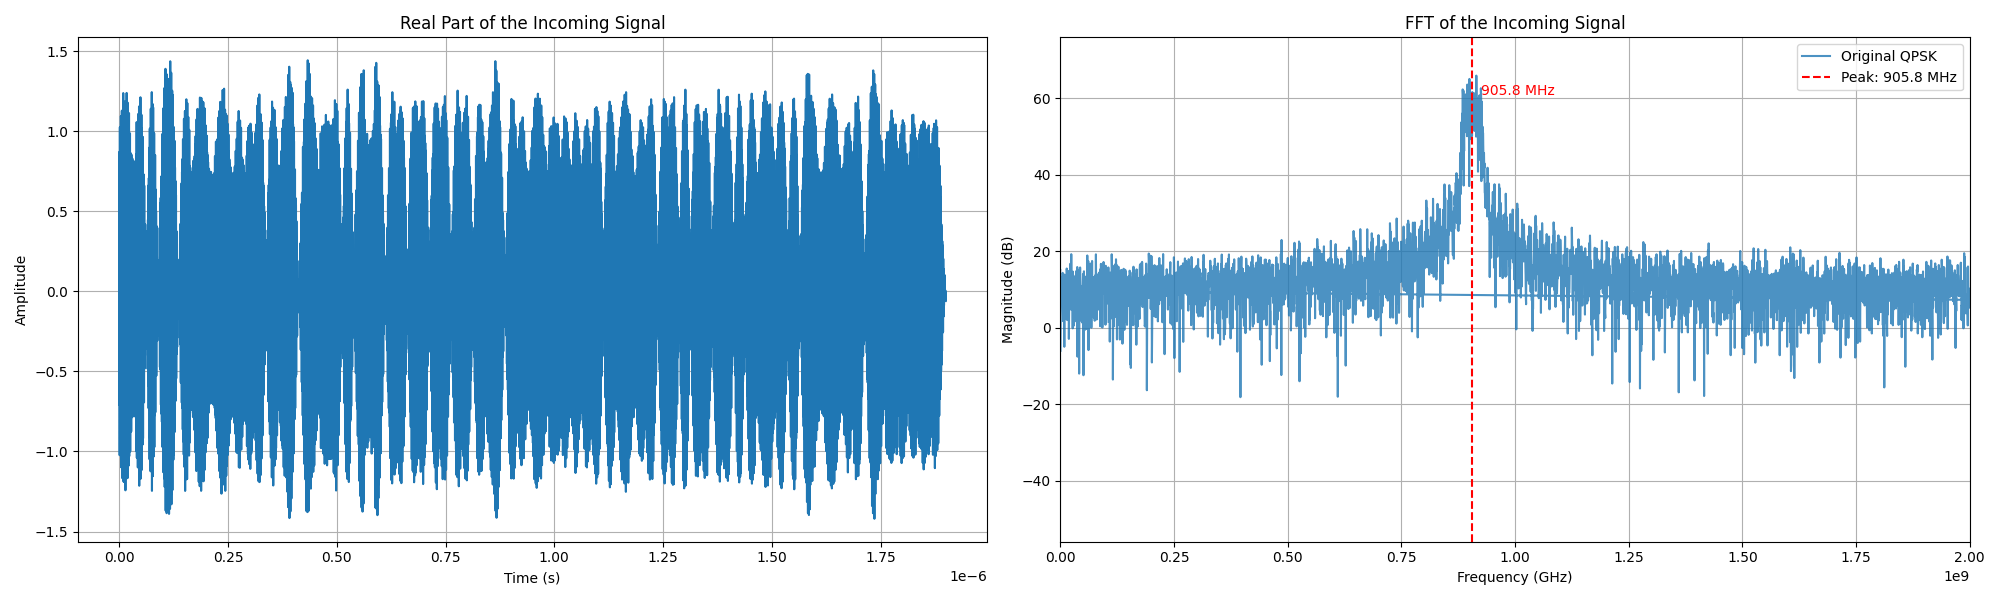 Real Part of the Incoming Signal
1.5
1.0
0.5
0.0
−0.5
−1.0
−1.5
Amplitude
0.00 0.25 0.50 0.75 1.00 1.25 1.50 1.75
1e−6
Time (s)
FFT of the Incoming Signal
Original QPSK
Peak: 905.8 MHz
905.8 MHz
60
40
20
0
−20
−40
Magnitude (dB)
0.00 0.25 0.50 0.75 1.00 1.25 1.50 1.75 2.00
1e9
Frequency (GHz)